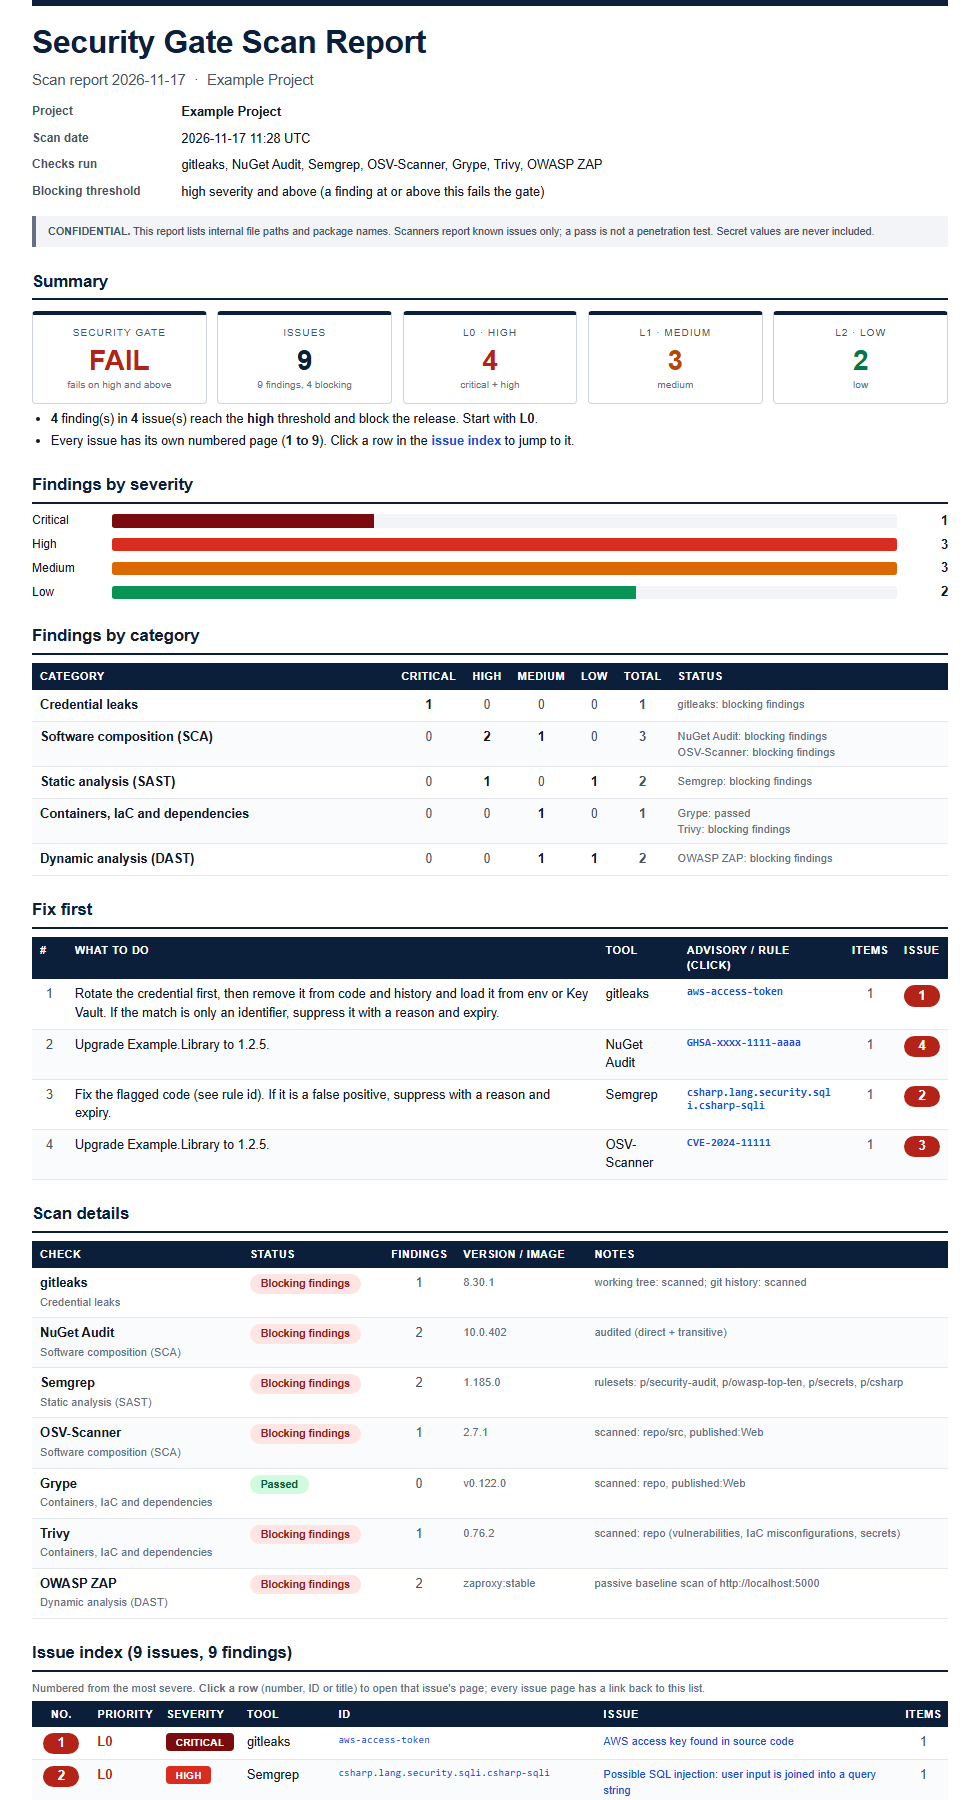 Security Gate Scan Report
Scan report 2026-11-17 · Example Project
Project Example Project
Scan date 2026-11-17 11:28 UTC
Checks run gitleaks, NuGet Audit, Semgrep, OSV-Scanner, Grype, Trivy, OWASP ZAP
Blocking threshold high severity and above (a finding at or above this fails the gate)
CONFIDENTIAL. This report lists internal file paths and package names. Scanners report known issues only; a pass is not a penetration test. Secret values are never included.
Summary
SECURITY GATE ISSUES L0 · HIGH L1 · MEDIUM L2 · LOW
FAIL 9 4 3 2
fails on high and above 9 findings, 4 blocking critical + high medium low
• 4 finding(s) in 4 issue(s) reach the high threshold and block the release. Start with L0.
• Every issue has its own numbered page (1 to 9). Click a row in the issue index to jump to it.
Findings by severity
Critical 1
High 3
Medium 3
Low 2
Findings by category
CATEGORY CRITICAL HIGH MEDIUM LOW TOTAL STATUS
Credential leaks 1 0 0 0 1 gitleaks: blocking findings
Software composition (SCA) 0 2 1 0 3 NuGet Audit: blocking findings
OSV-Scanner: blocking findings
Static analysis (SAST) 0 1 0 1 2 Semgrep: blocking findings
Containers, IaC and dependencies 0 0 1 0 1 Grype: passed
Trivy: blocking findings
Dynamic analysis (DAST) 0 0 1 1 2 OWASP ZAP: blocking findings
Fix first
# WHAT TO DO TOOL ADVISORY / RULE ITEMS ISSUE
(CLICK)
1 Rotate the credential first, then remove it from code and history and load it from env or Key gitleaks aws-access-token 1 1
Vault. If the match is only an identifier, suppress it with a reason and expiry.
2 Upgrade Example.Library to 1.2.5. NuGet GHSA-xxxx-1111-aaaa 1 4
Audit
3 Fix the flagged code (see rule id). If it is a false positive, suppress with a reason and Semgrep csharp.lang.security.sql 1 2
expiry. i.csharp-sqli
4 Upgrade Example.Library to 1.2.5. OSV- CVE-2024-11111 1 3
Scanner
Scan details
CHECK STATUS FINDINGS VERSION / IMAGE NOTES
gitleaks Blocking findings 1 8.30.1 working tree: scanned; git history: scanned
Credential leaks
NuGet Audit Blocking findings 2 10.0.402 audited (direct + transitive)
Software composition (SCA)
Semgrep Blocking findings 2 1.185.0 rulesets: p/security-audit, p/owasp-top-ten, p/secrets, p/csharp
Static analysis (SAST)
OSV-Scanner Blocking findings 1 2.7.1 scanned: repo/src, published:Web
Software composition (SCA)
Grype Passed 0 v0.122.0 scanned: repo, published:Web
Containers, IaC and dependencies
Trivy Blocking findings 1 0.76.2 scanned: repo (vulnerabilities, IaC misconfigurations, secrets)
Containers, IaC and dependencies
OWASP ZAP Blocking findings 2 zaproxy:stable passive baseline scan of http://localhost:5000
Dynamic analysis (DAST)
Issue index (9 issues, 9 findings)
Numbered from the most severe. Click a row (number, ID or title) to open that issue's page; every issue page has a link back to this list.
NO. PRIORITY SEVERITY TOOL ID ISSUE ITEMS
1 L0 CRITICAL gitleaks aws-access-token AWS access key found in source code 1
2 L0 HIGH Semgrep csharp.lang.security.sqli.csharp-sqli Possible SQL injection: user input is joined into a query 1
string